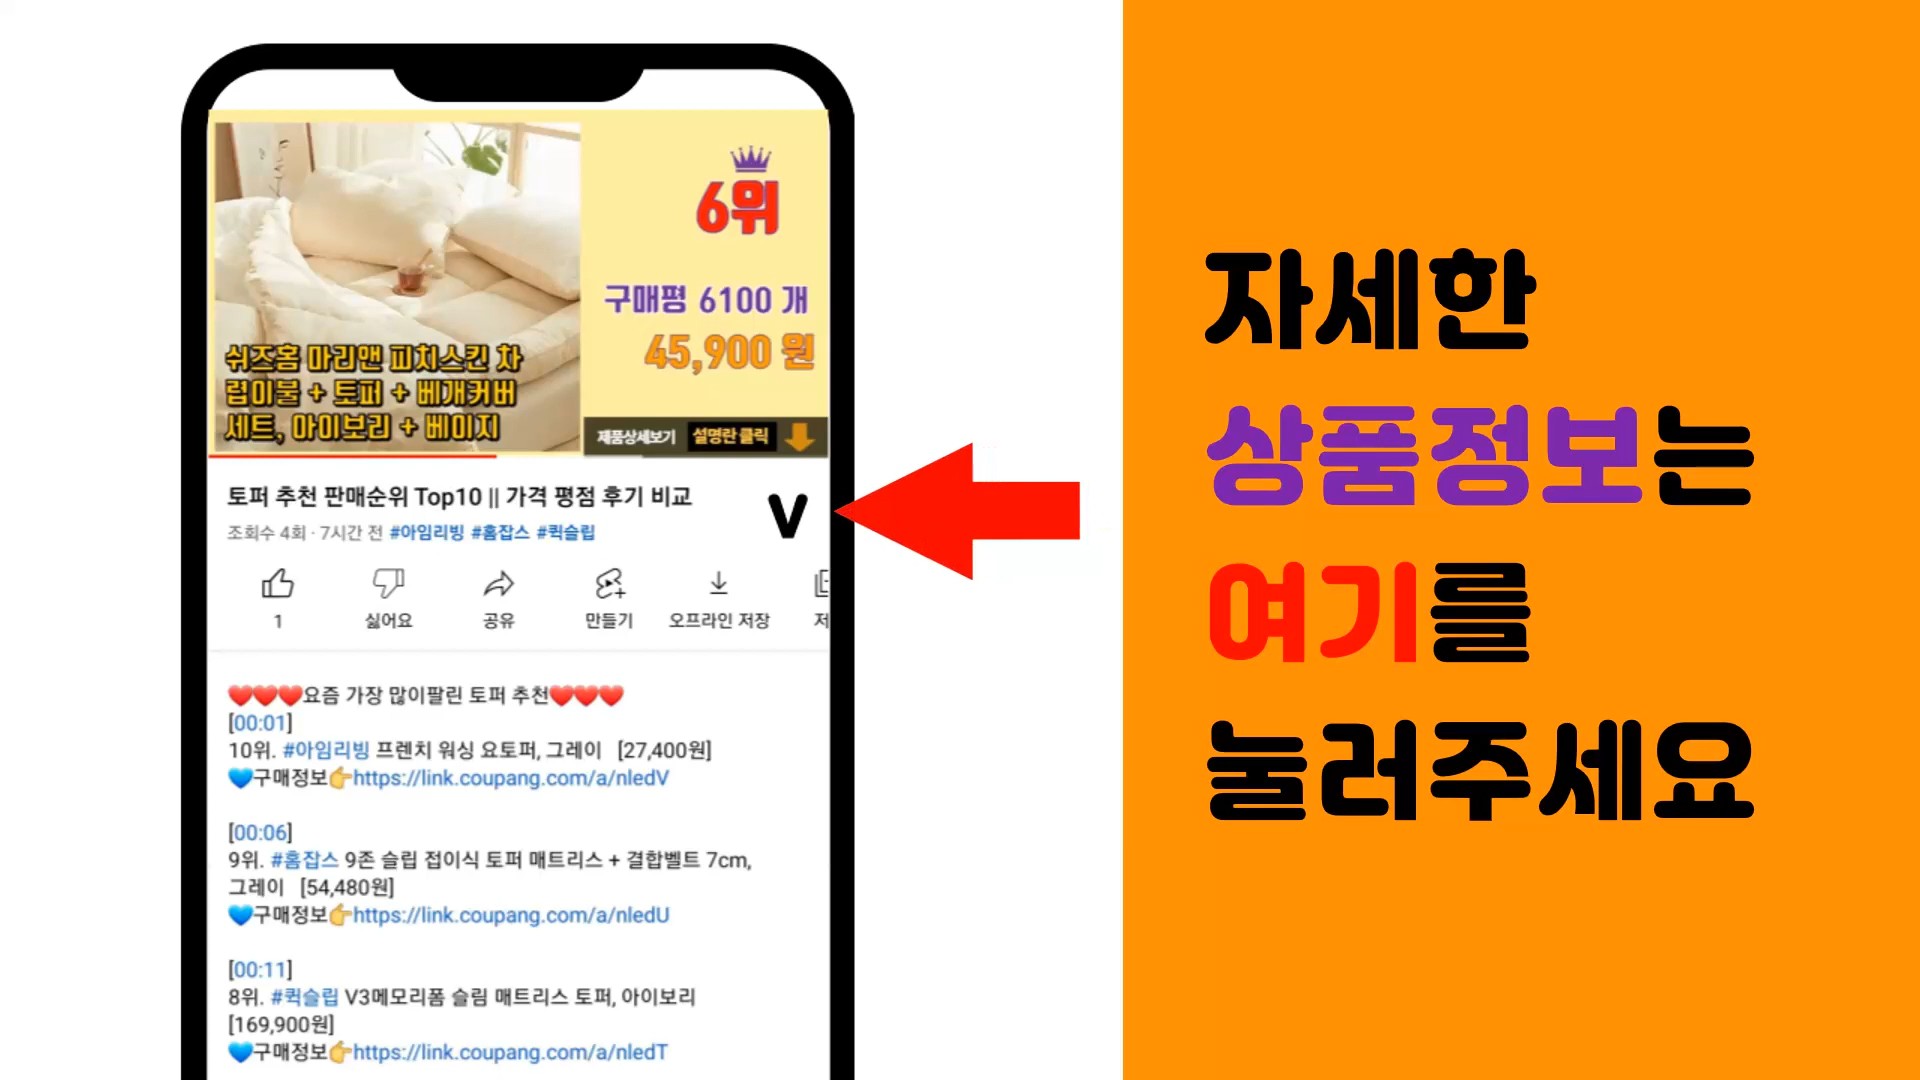 6위
구매평 6100 개
45,900 원
쉬즈홈 마리앤 피치스킨 차
렵이불 + 토퍼 + 베개커버
세트, 아이보리 + 베이지
제품상세보기 설명란 클릭
토퍼 추천 판매순위 Top10 || 가격 평점 후기 비교
V
조회수 4회 · 7시간 전 #아임리빙 #홈잡스 #퀵슬립
1 싫어요 공유 만들기 오프라인 저장 저
❤❤❤요즘 가장 많이팔린 토퍼 추천❤❤❤
[00:01]
10위. #아임리빙 프렌치 워싱 요토퍼, 그레이 [27,400원]
💙구매정보👉https://link.coupang.com/a/nledV
[00:06]
9위. #홈잡스 9존 슬립 접이식 토퍼 매트리스 + 결합벨트 7cm,
그레이 [54,480원]
💙구매정보👉https://link.coupang.com/a/nledU
[00:11]
8위. #퀵슬립 V3메모리폼 슬림 매트리스 토퍼, 아이보리
[169,900원]
💙구매정보👉https://link.coupang.com/a/nledT
자세한
상품정보는
여기를
눌러주세요